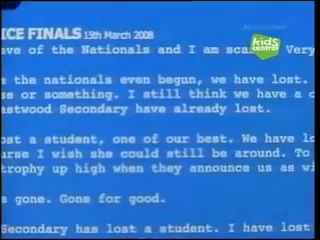 ICE FINALS 19th March 2008
kids
central
ave of the Nationals and I am sca Very
s the nationals even begun, we have lost.
se or something. I still think we have a c
astwood Secondary have already lost.
ost a student, one of our best. We have lo
urse I wish she could still be around. To
trophy up high when they announce us as wi
s gone. Gone for good.
Secondary has lost a student. I have lost